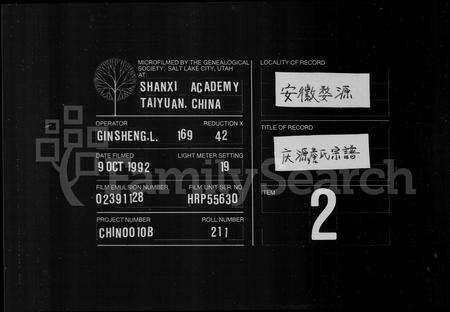 MICROFILMED BY THE GENEALOGICAL
SOCIETY, SALT LAKE CITY, UTAH
AT:
SHANXI ACADEMY
TAIYUAN, CHINA
OPERATOR REDUCTION X
GINSHENG.L. 169 42
DATE FILMED LIGHT METER SETTING
9 OCT 1992 19
FILM EMULSION NUMBER FILM UNIT SER. NO.
0239 1128 HRP55630
PROJECT NUMBER ROLL NUMBER
CHIN0010B 211
LOCALITY OF RECORD
安徽婺源
TITLE OF RECORD
庆源詹氏宗譜
ITEM
2
FamilySearch